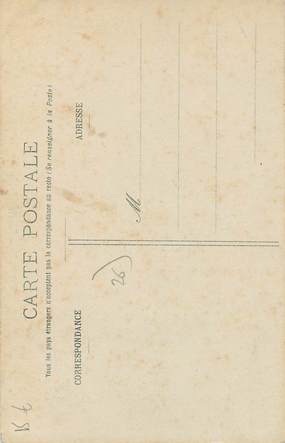 CARTE POSTALE
Tous les pays étrangers n'acceptent pas la correspondance au recto (Se renseigner à la Poste)
CORRESPONDANCE
ADRESSE
M
26